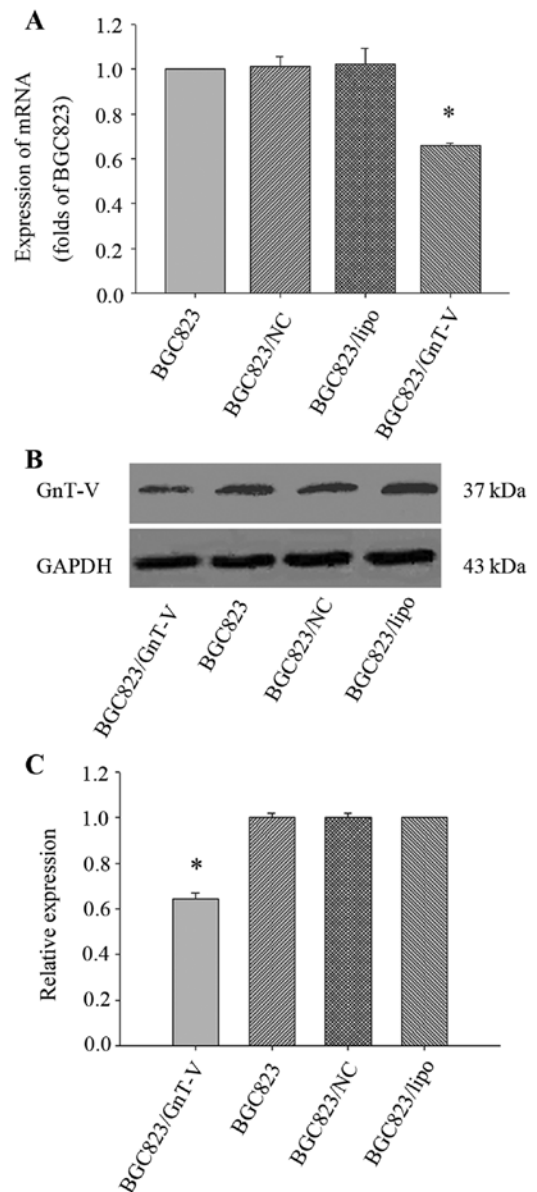 A
Expression of mRNA
(folds of BGC823)
1.2
1.0
0.8
0.6
0.4
0.2
0.0
*
BGC823
BGC823/NC
BGC823/lipo
BGC823/GnT-V
B
GnT-V
37 kDa
GAPDH
43 kDa
BGC823/GnT-V
BGC823
BGC823/NC
BGC823/lipo
C
Relative expression
1.2
1.0
0.8
0.6
0.4
0.2
0.0
*
BGC823/GnT-V
BGC823
BGC823/NC
BGC823/lipo